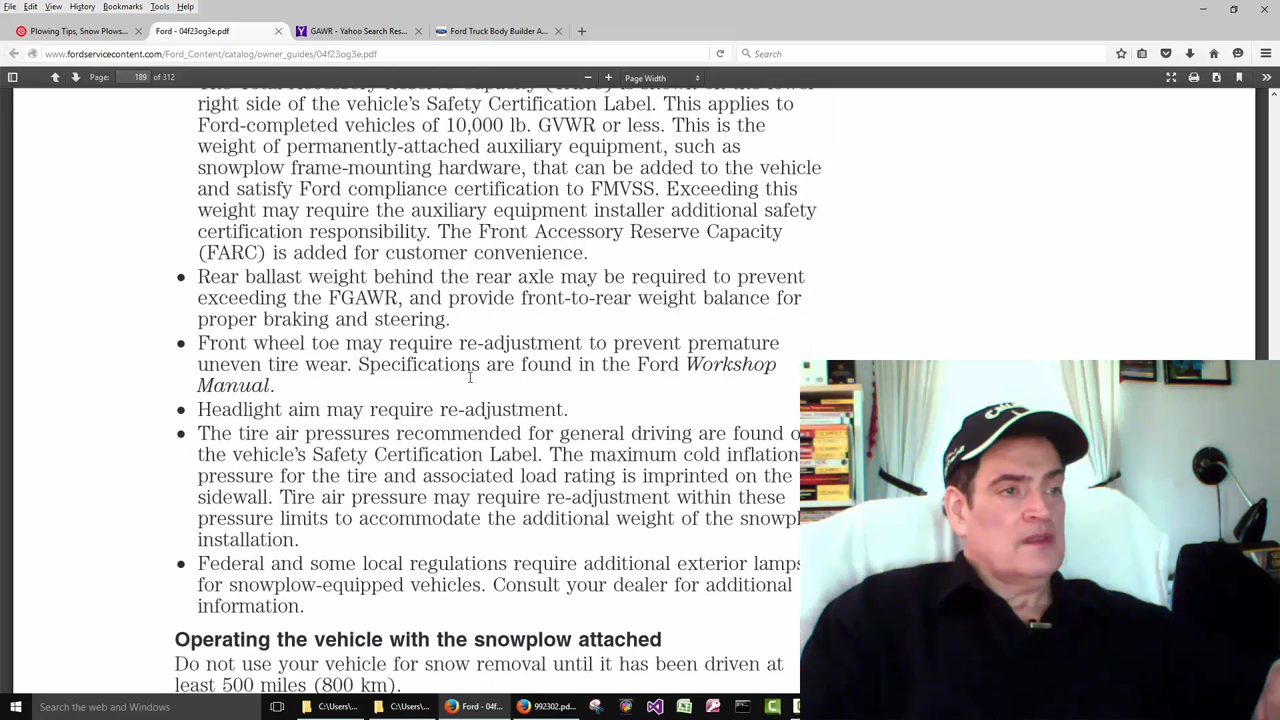 File Edit View History Bookmarks Tools Help
Plowing Tips, Snow Plows... Ford - 04f23og3e.pdf GAWR - Yahoo Search Res... Ford Truck Body Builder A...
www.fordservicecontent.com/Ford_Content/catalog/owner_guides/04f23og3e.pdf Search
Page: 189 of 312 Page Width
right side of the vehicle's Safety Certification Label. This applies to
Ford-completed vehicles of 10,000 lb. GVWR or less. This is the
weight of permanently-attached auxiliary equipment, such as
snowplow frame-mounting hardware, that can be added to the vehicle
and satisfy Ford compliance certification to FMVSS. Exceeding this
weight may require the auxiliary equipment installer additional safety
certification responsibility. The Front Accessory Reserve Capacity
(FARC) is added for customer convenience.
• Rear ballast weight behind the rear axle may be required to prevent
exceeding the FGAWR, and provide front-to-rear weight balance for
proper braking and steering.
• Front wheel toe may require re-adjustment to prevent premature
uneven tire wear. Specifications are found in the Ford Workshop
Manual.
• Headlight aim may require re-adjustment.
• The tire air pressures recommended for general driving are found
the vehicle's Safety Certification Label. The maximum cold inflation
pressure for the tire and associated load rating is imprinted on the
sidewall. Tire air pressure may require re-adjustment within these
pressure limits to accommodate the additional weight of the
installation.
• Federal and some local regulations require additional exterior lamps
for snowplow-equipped vehicles. Consult your dealer for additional
information.
Operating the vehicle with the snowplow attached
Do not use your vehicle for snow removal until it has been driven at
least 500 miles (800 km).
Search the web and Windows C:\Users\... C:\Users\... Ford - 04f... 992302.pd...